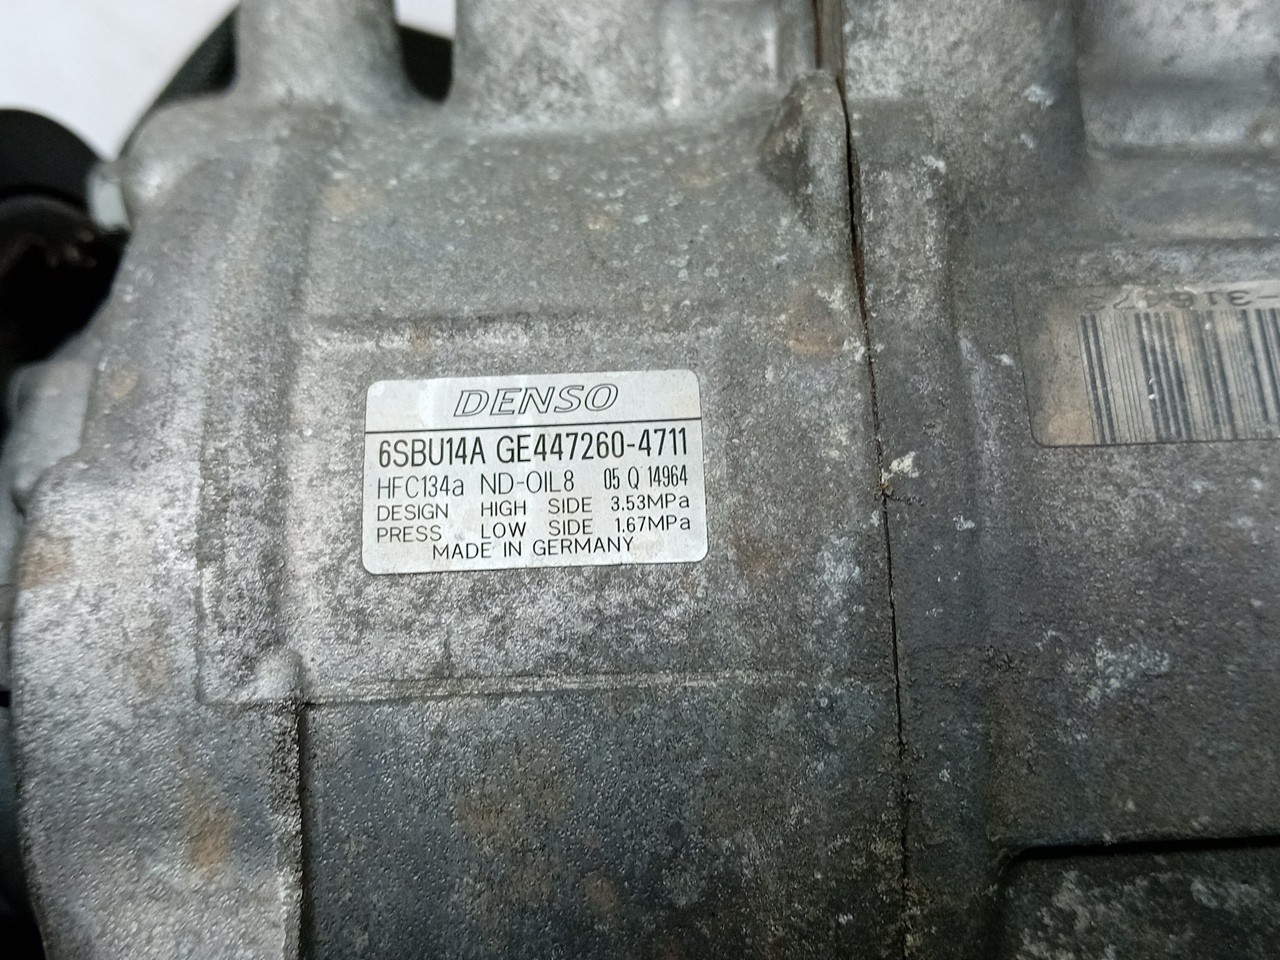 DENSO
6SBU14A GE447260-4711
HFC134a ND-OIL8 05 Q 14964
DESIGN HIGH SIDE 3.53MPa
PRESS LOW SIDE 1.67MPa
MADE IN GERMANY